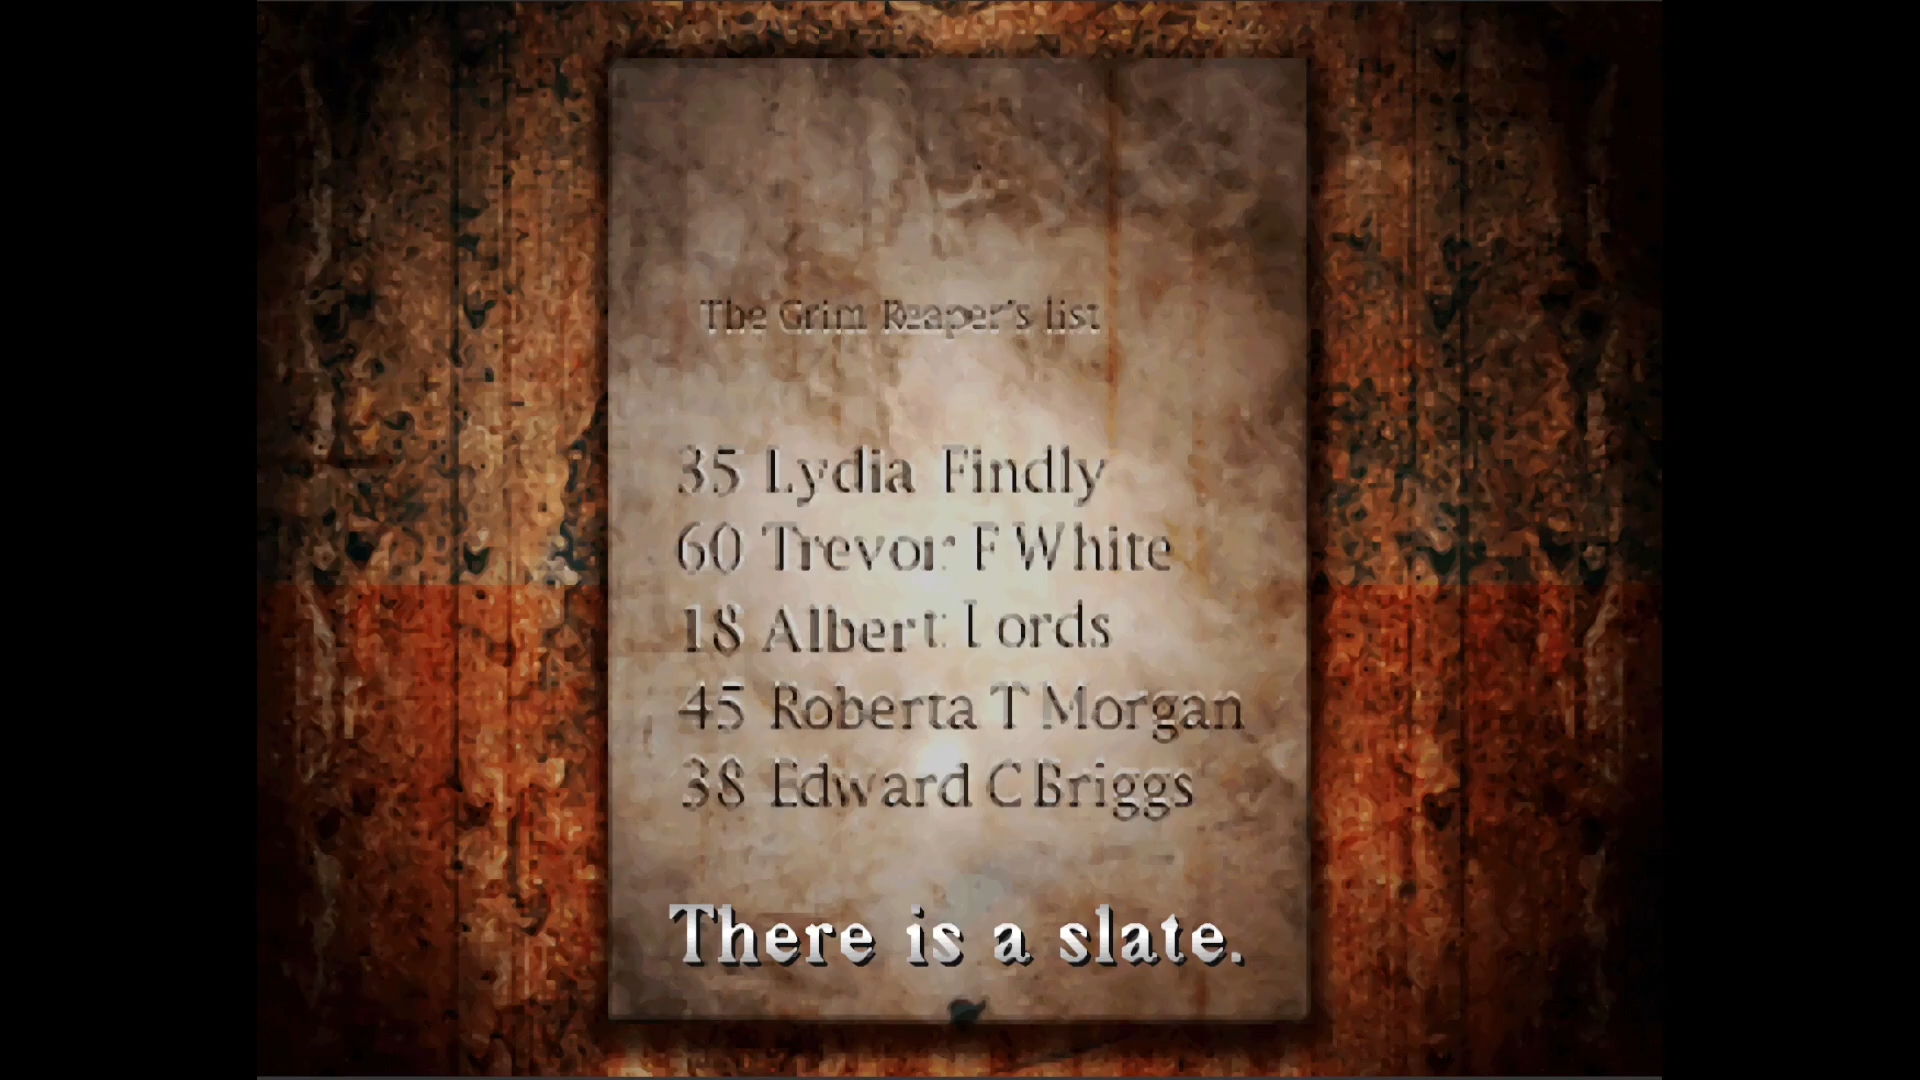 The Grim Reaper's list
35 Lydia Findly
60 Trevor F White
18 Albert Lords
45 Roberta T Morgan
38 Edward C Briggs
There is a slate.